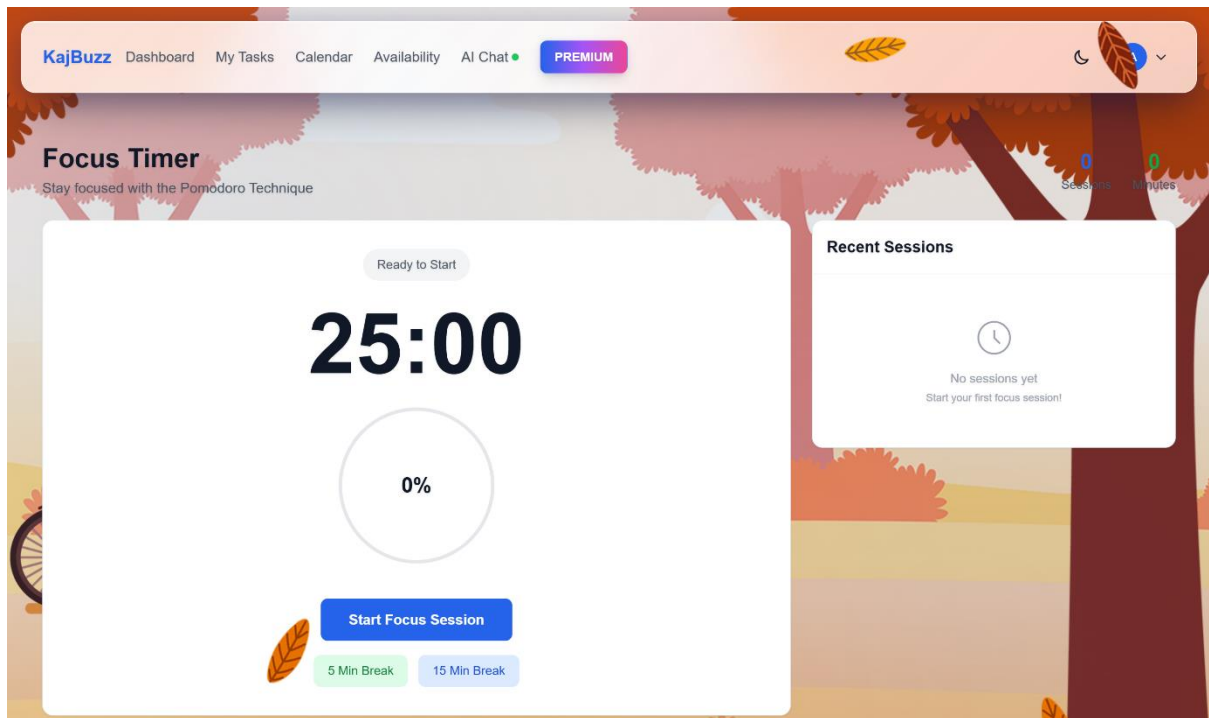 KajBuzz Dashboard My Tasks Calendar Availability AI Chat PREMIUM A
Focus Timer
Stay focused with the Pomodoro Technique
0 0
Sessions Minutes
Ready to Start
25:00
0%
Start Focus Session
5 Min Break 15 Min Break
Recent Sessions
No sessions yet
Start your first focus session!